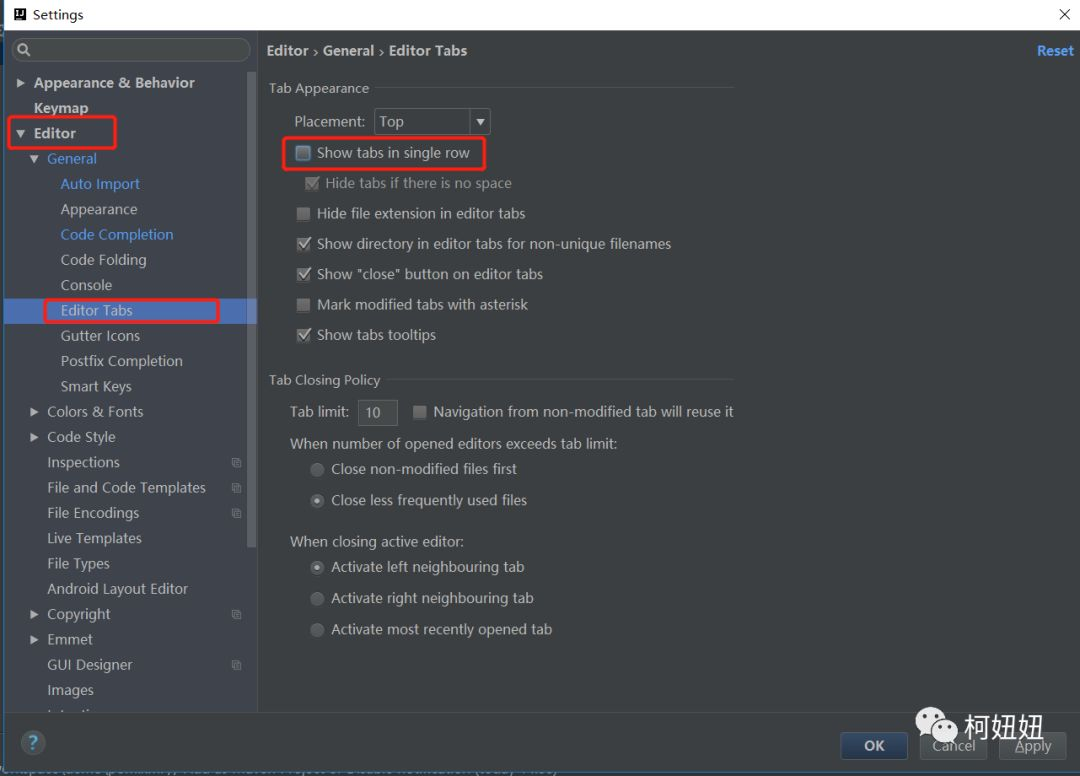 Settings
Editor › General › Editor Tabs
Reset
Appearance & Behavior
Keymap
Editor
General
Auto Import
Appearance
Code Completion
Code Folding
Console
Editor Tabs
Gutter Icons
Postfix Completion
Smart Keys
Colors & Fonts
Code Style
Inspections
File and Code Templates
File Encodings
Live Templates
File Types
Android Layout Editor
Copyright
Emmet
GUI Designer
Images
Tab Appearance
Placement: Top
Show tabs in single row
Hide tabs if there is no space
Hide file extension in editor tabs
Show directory in editor tabs for non-unique filenames
Show "close" button on editor tabs
Mark modified tabs with asterisk
Show tabs tooltips
Tab Closing Policy
Tab limit: 10 Navigation from non-modified tab will reuse it
When number of opened editors exceeds tab limit:
Close non-modified files first
Close less frequently used files
When closing active editor:
Activate left neighbouring tab
Activate right neighbouring tab
Activate most recently opened tab
柯妞妞
?
OK
Cancel
Apply